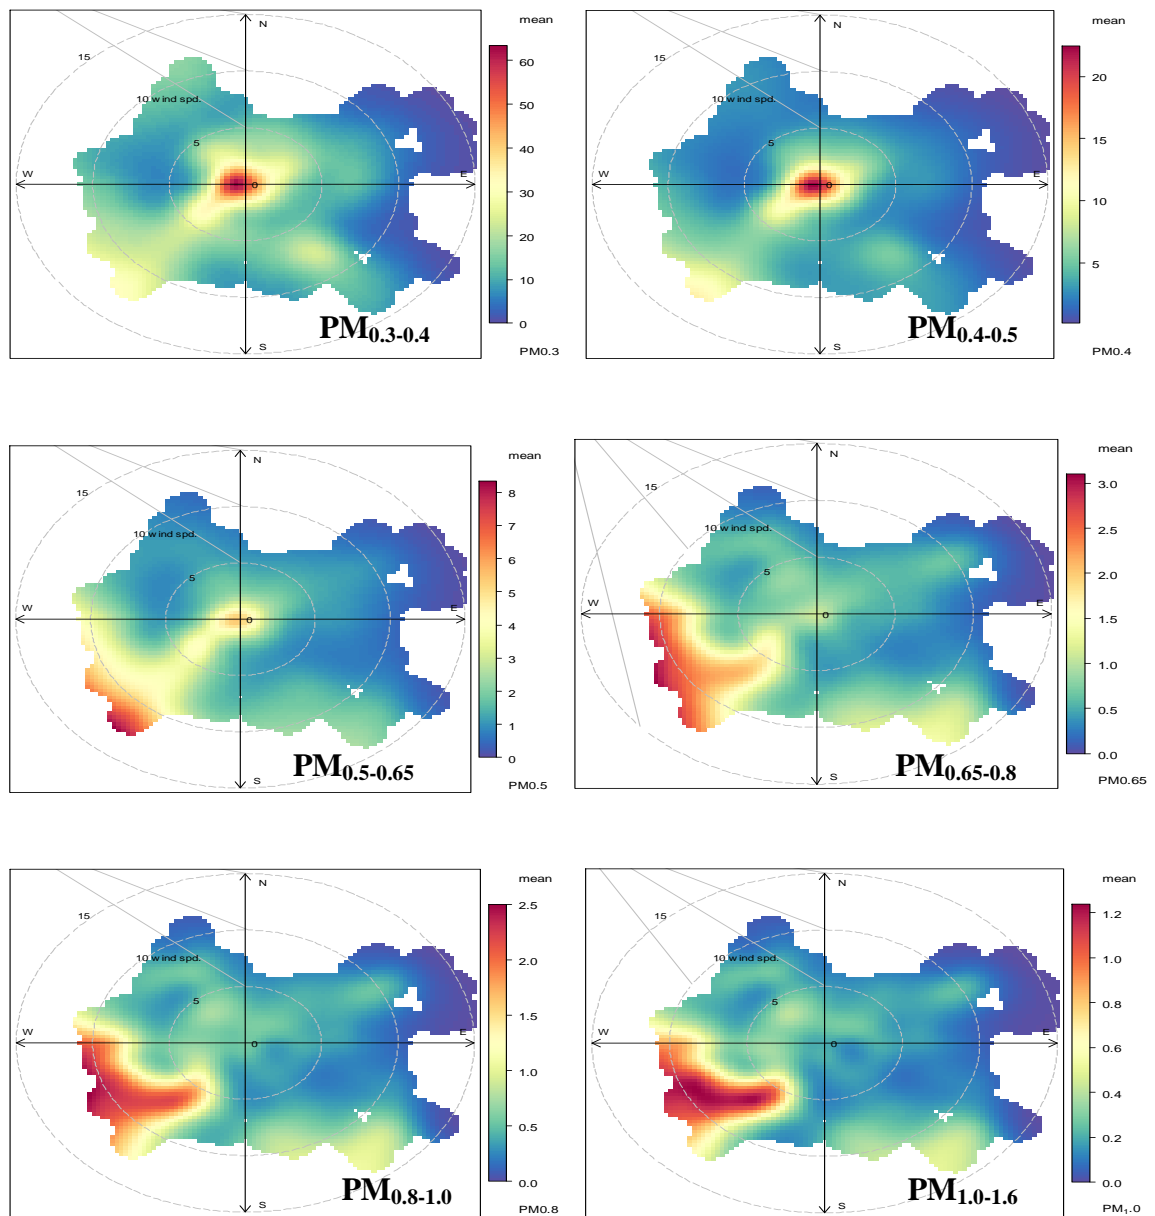 mean
N
15
10 wind spd.
5
W
0
E
S
60
50
40
30
20
10
0
PM0.3
PM0.3-0.4
mean
N
15
10 wind spd.
5
W
0
E
S
20
15
10
5
PM0.4
PM0.4-0.5
mean
N
15
10 wind spd.
5
W
0
E
S
8
7
6
5
4
3
2
1
0
PM0.5
PM0.5-0.65
mean
N
15
10 wind spd.
5
W
0
E
S
3.0
2.5
2.0
1.5
1.0
0.5
0.0
PM0.65
PM0.65-0.8
mean
N
15
10 wind spd.
5
W
0
E
S
2.5
2.0
1.5
1.0
0.5
0.0
PM0.8
PM0.8-1.0
mean
N
15
10 wind spd.
5
W
0
E
S
1.2
1.0
0.8
0.6
0.4
0.2
0.0
PM1.0
PM1.0-1.6